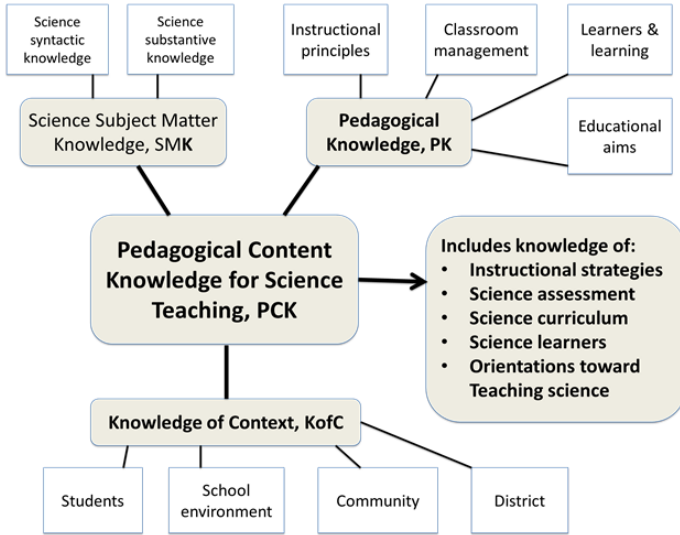 Science
syntactic
knowledge
Science
substantive
knowledge
Instructional
principles
Classroom
management
Learners &
learning
Science Subject Matter
Knowledge, SMK
Pedagogical
Knowledge, PK
Educational
aims
Pedagogical Content
Knowledge for Science
Teaching, PCK
Includes knowledge of:
• Instructional strategies
• Science assessment
• Science curriculum
• Science learners
• Orientations toward
Teaching science
Knowledge of Context, KofC
Students
School
environment
Community
District